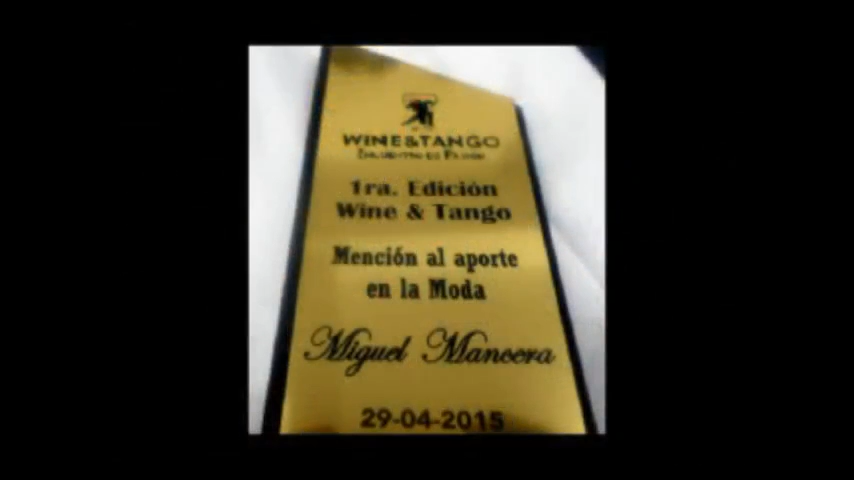 WINE&TANGO
1ra. Edición
Wine & Tango
Mención al aporte
en la Moda
Miguel Mancera
29-04-2015